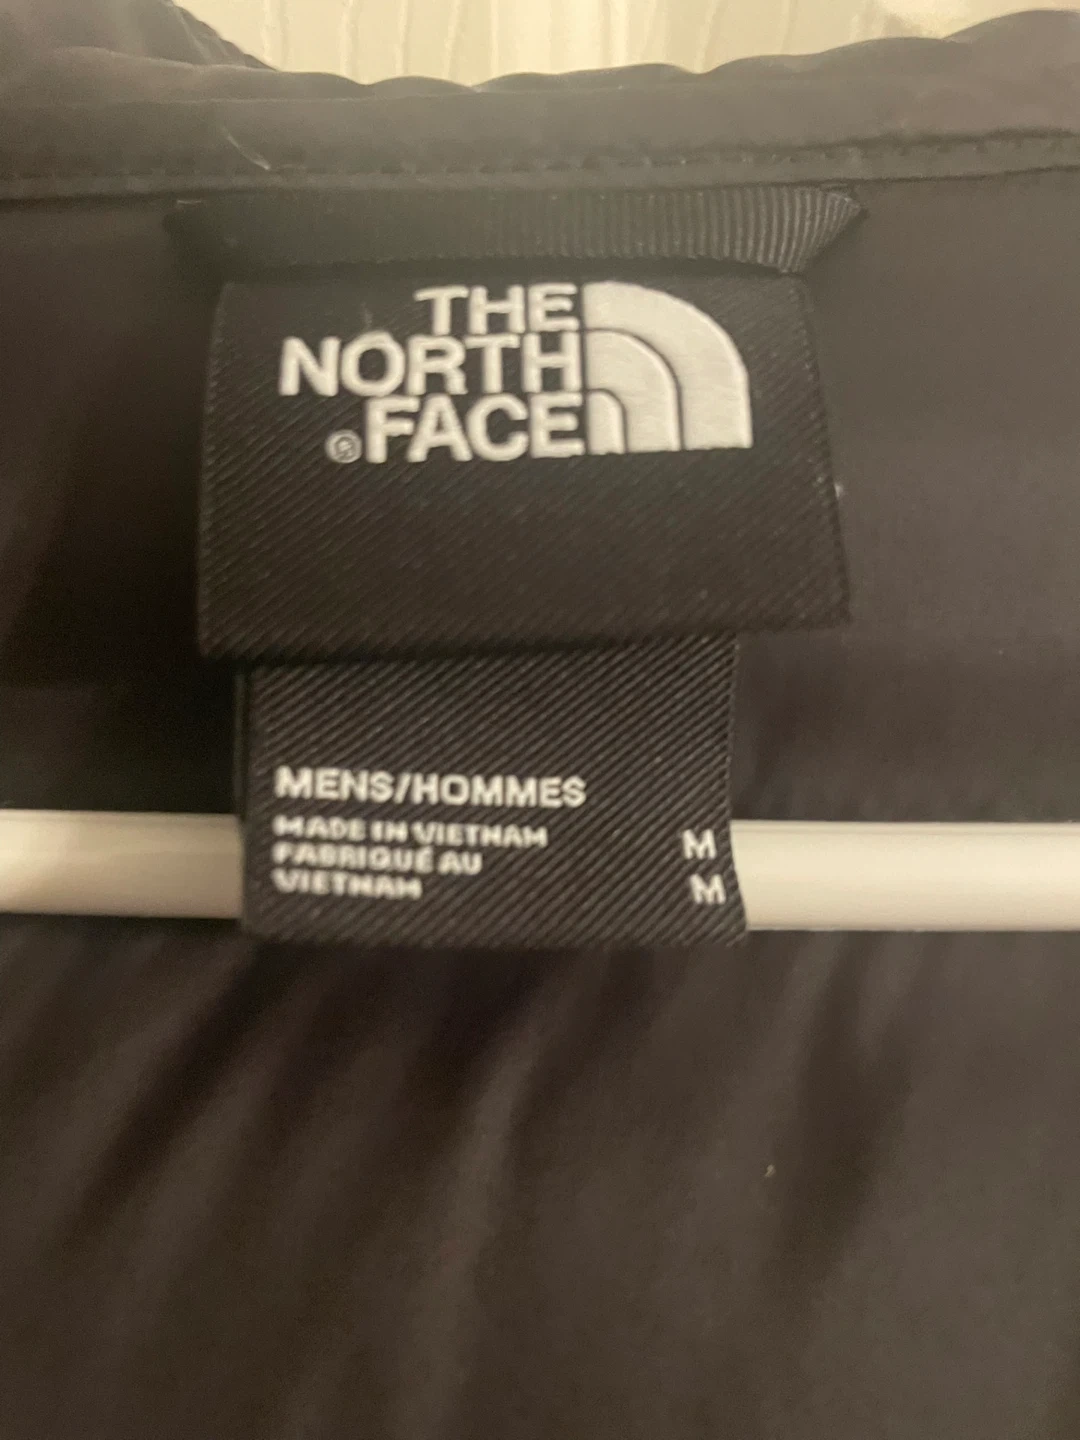 THE
NORTH
®FACE
MENS/HOMMES
MADE IN VIETNAM
FABRIQUÉ AU
VIETNAM
M
M